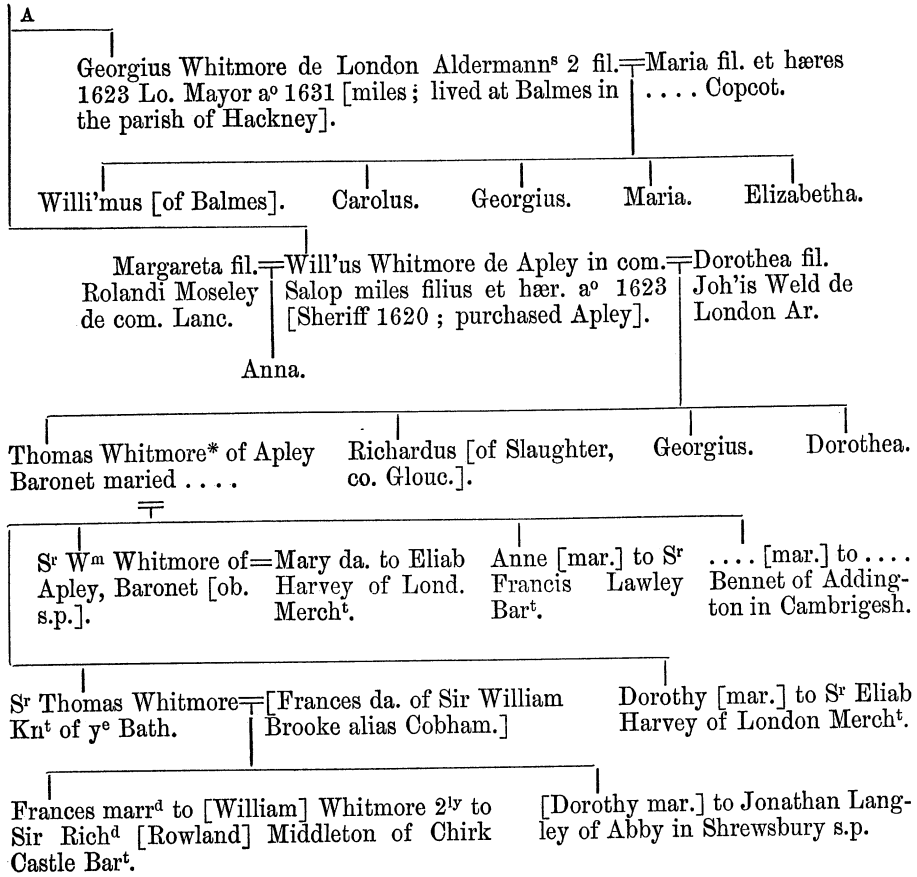 A
Georgius Whitmore de London Aldermannˢ 2 fil.
1623 Lo. Mayor aº 1631 [miles; lived at Balmes in
the parish of Hackney].
Maria fil. et hæres
. . . . Copcot.
Willi'mus [of Balmes].
Carolus.
Georgius.
Maria.
Elizabetha.
Margareta fil.
Rolandi Moseley
de com. Lanc.
Will'us Whitmore de Apley in com.
Salop miles filius et hær. aº 1623
[Sheriff 1620 ; purchased Apley].
Dorothea fil.
Joh'is Weld de
London Ar.
Anna.
Thomas Whitmore* of Apley
Baronet maried . . . .
Richardus [of Slaughter,
co. Glouc.].
Georgius.
Dorothea.
Sʳ Wᵐ Whitmore of=
Apley, Baronet [ob.
s.p.].
Mary da. to Eliab
Harvey of Lond.
Merchᵗ.
Anne [mar.] to Sʳ
Francis Lawley
Barᵗ.
. . . . [mar.] to . . . .
Bennet of Adding-
ton in Cambrigesh.
Sʳ Thomas Whitmore
Knᵗ of yᵉ Bath.
[Frances da. of Sir William
Brooke alias Cobham.]
Dorothy [mar.] to Sʳ Eliab
Harvey of London Merchᵗ.
Frances marrᵈ to [William] Whitmore 2ˡʸ to
Sir Richᵈ [Rowland] Middleton of Chirk
Castle Barᵗ.
[Dorothy mar.] to Jonathan Lang-
ley of Abby in Shrewsbury s.p.